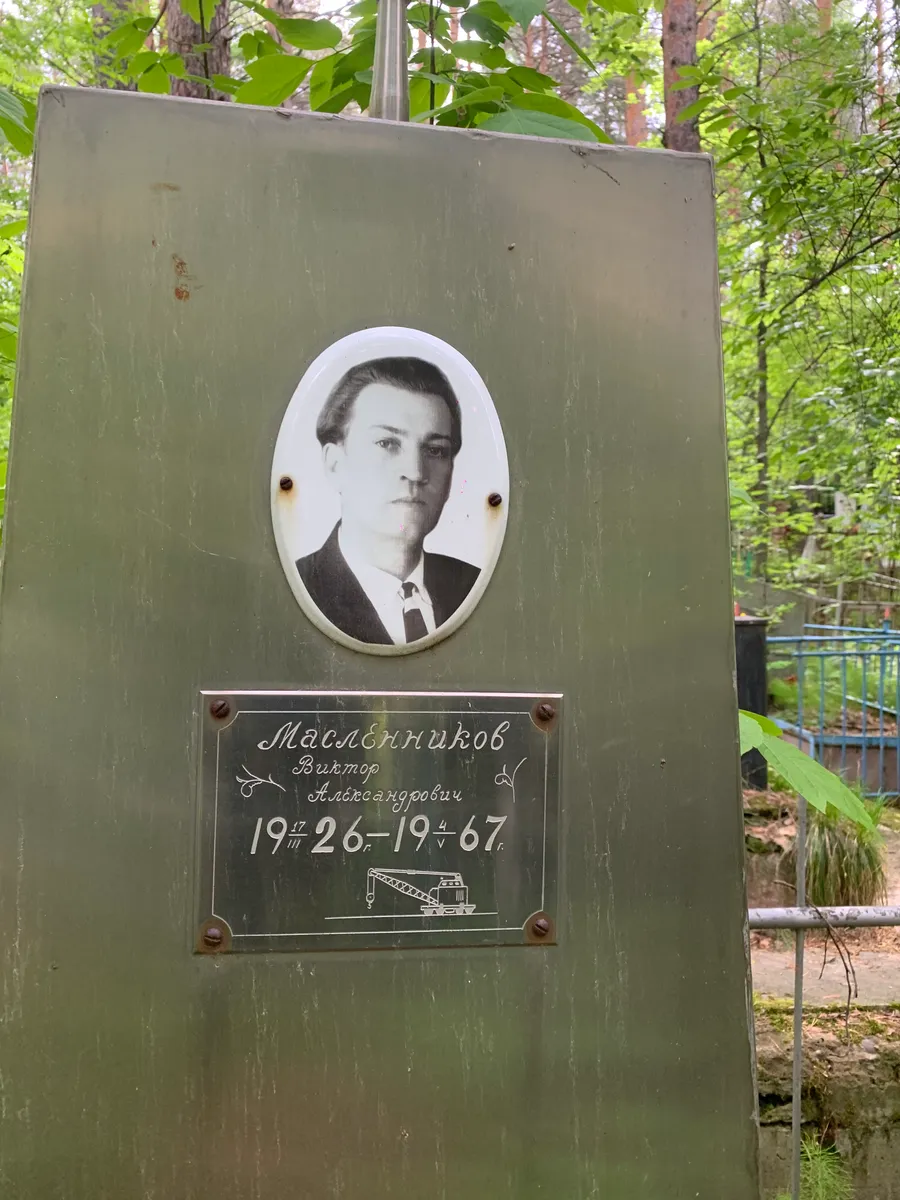 Масленников
Виктор
Александрович
19 17/III 26г.—19 4/V 67г.